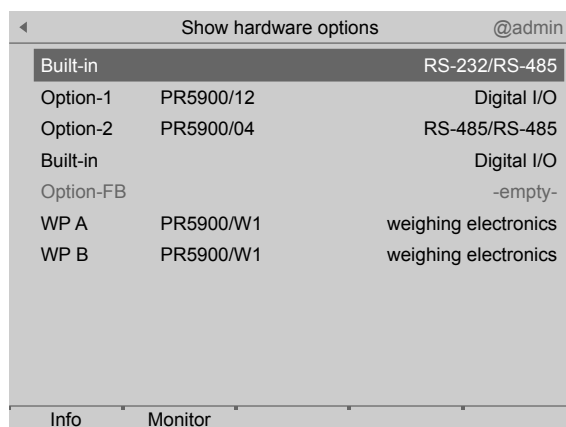 Show hardware options @admin
Built-in RS-232/RS-485
Option-1 PR5900/12 Digital I/O
Option-2 PR5900/04 RS-485/RS-485
Built-in Digital I/O
Option-FB -empty-
WP A PR5900/W1 weighing electronics
WP B PR5900/W1 weighing electronics
Info Monitor